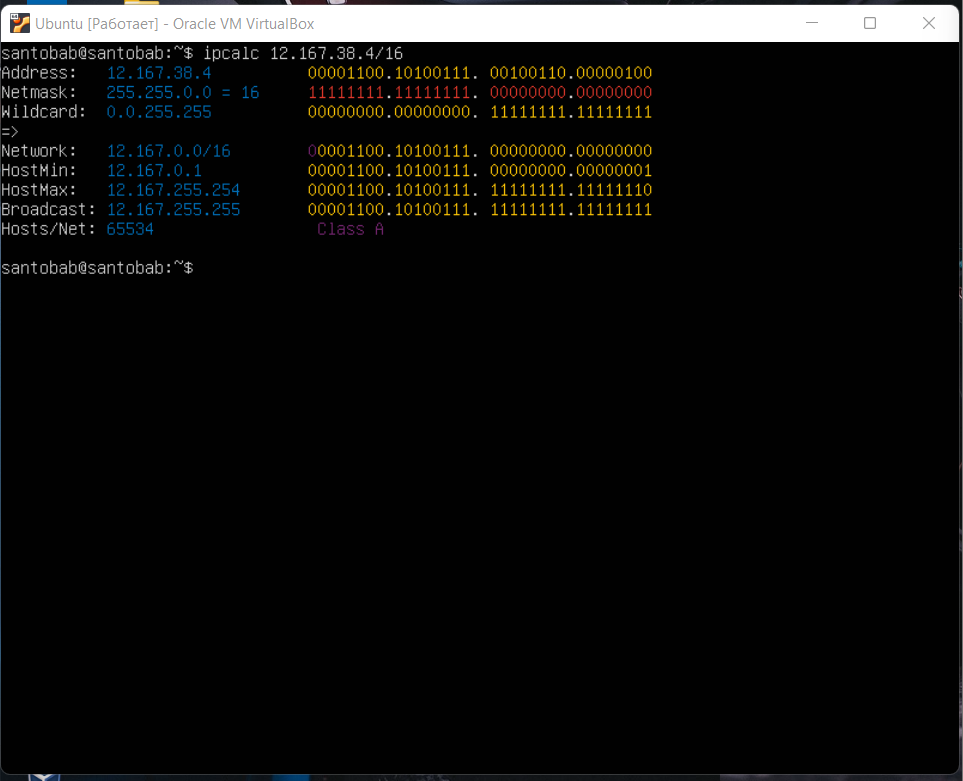 Ubuntu [Работает] - Oracle VM VirtualBox
santobab@santobab:~$ ipcalc 12.167.38.4/16
Address:   12.167.38.4          00001100.10100111. 00100110.00000100
Netmask:   255.255.0.0 = 16     11111111.11111111. 00000000.00000000
Wildcard:  0.0.255.255          00000000.00000000. 11111111.11111111
=>
Network:   12.167.0.0/16        00001100.10100111. 00000000.00000000
HostMin:   12.167.0.1           00001100.10100111. 00000000.00000001
HostMax:   12.167.255.254       00001100.10100111. 11111111.11111110
Broadcast: 12.167.255.255       00001100.10100111. 11111111.11111111
Hosts/Net: 65534                 Class A
santobab@santobab:~$